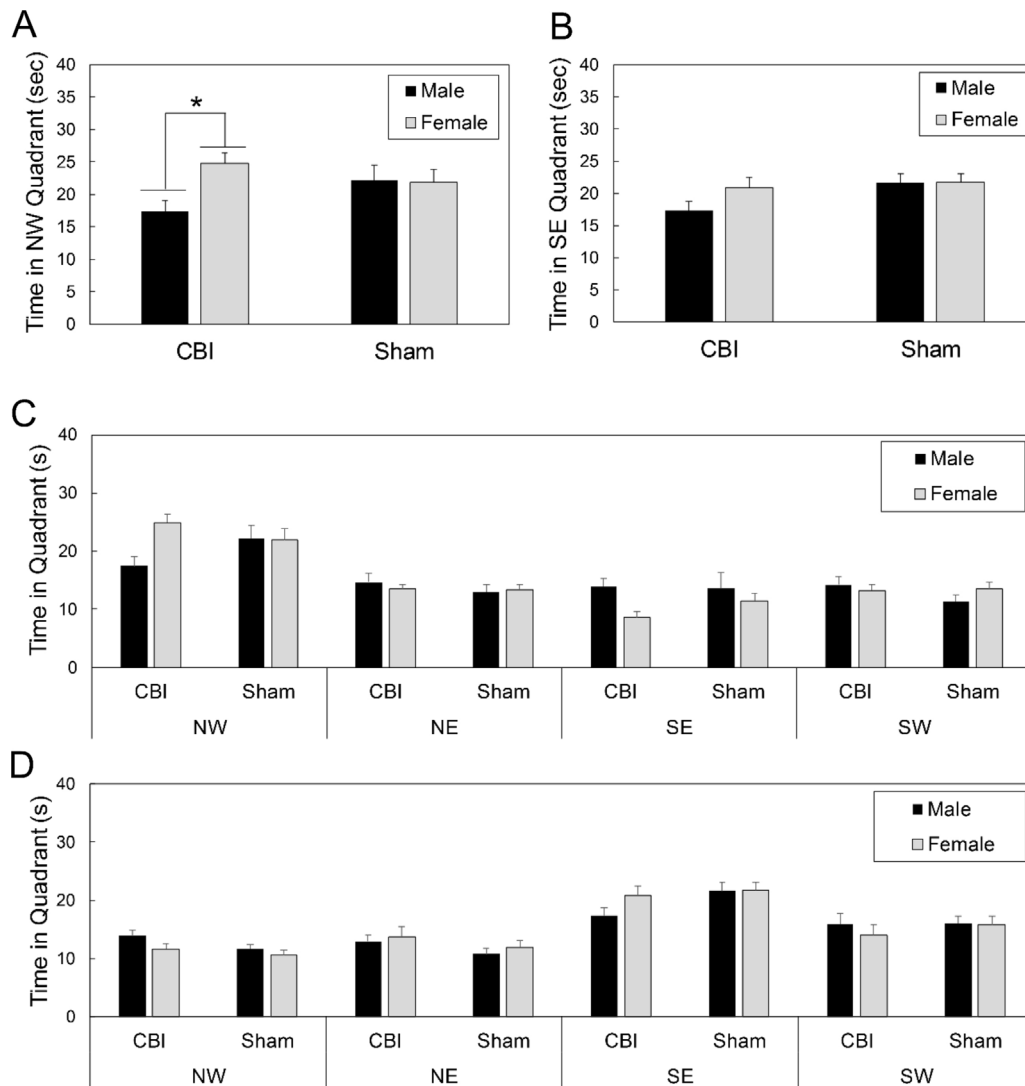 A
Time in NW Quadrant (sec)
40
35
30
25
20
15
10
5
0
*
Male
Female
CBI Sham
B
Time in SE Quadrant (sec)
40
35
30
25
20
15
10
5
0
Male
Female
CBI Sham
C
Time in Quadrant (s)
40
30
20
10
0
Male
Female
CBI Sham CBI Sham CBI Sham CBI Sham
NW NE SE SW
D
Time in Quadrant (s)
40
30
20
10
0
Male
Female
CBI Sham CBI Sham CBI Sham CBI Sham
NW NE SE SW